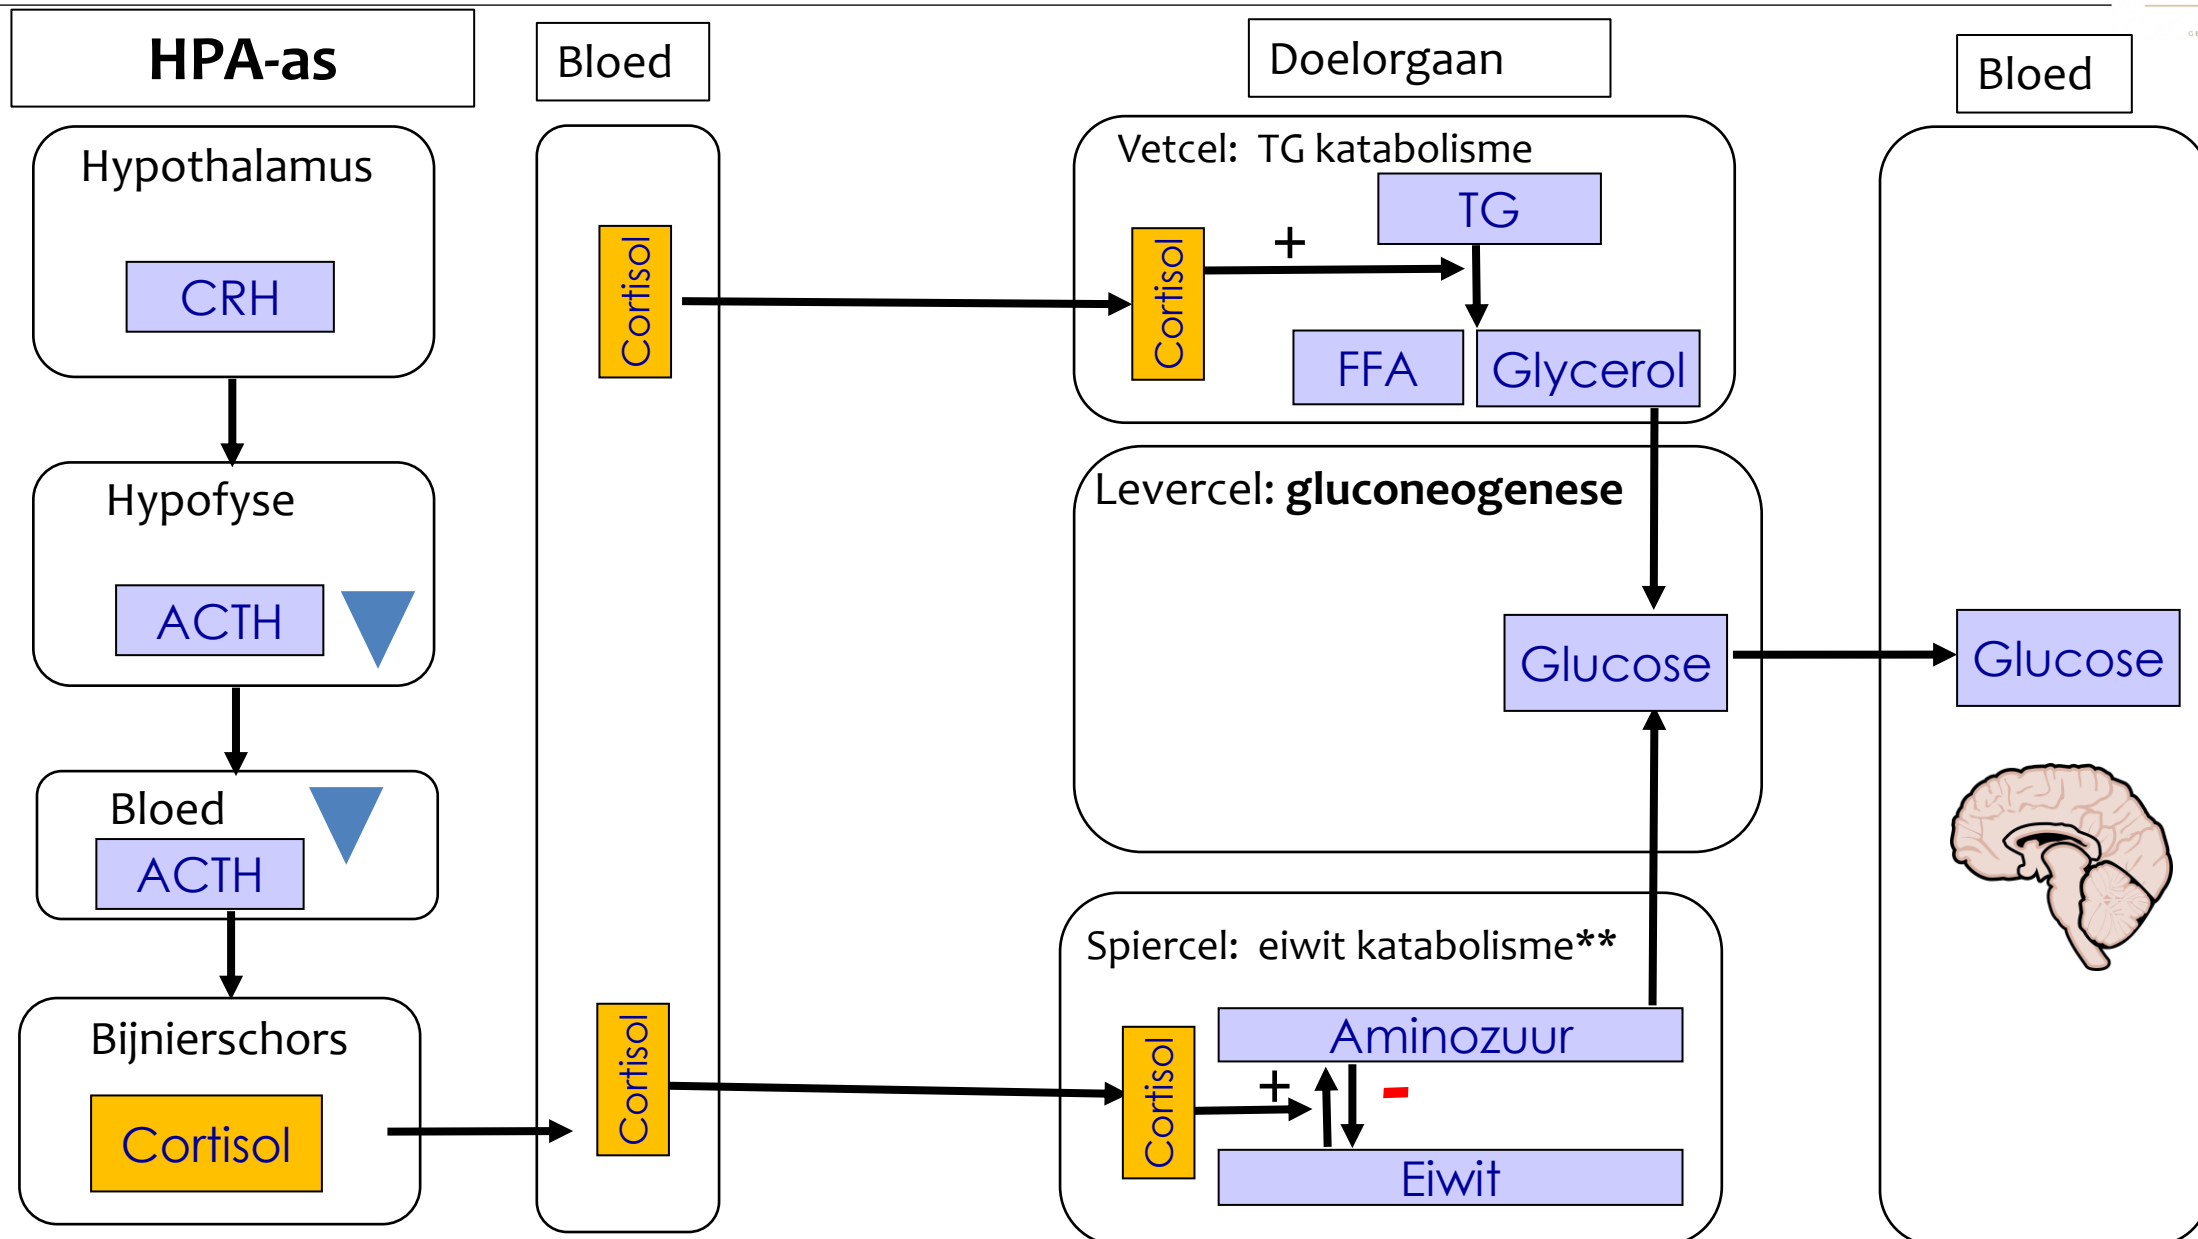 HPA-as
Bloed
Doelorgaan
Bloed
Hypothalamus
CRH
Hypofyse
ACTH
Bloed
ACTH
Bijnierschors
Cortisol
Cortisol
Cortisol
Vetcel: TG katabolisme
TG
+
Cortisol
FFA
Glycerol
Levercel: gluconeogenese
Glucose
Spiercel: eiwit katabolisme**
Aminozuur
Cortisol
+
-
Eiwit
Glucose